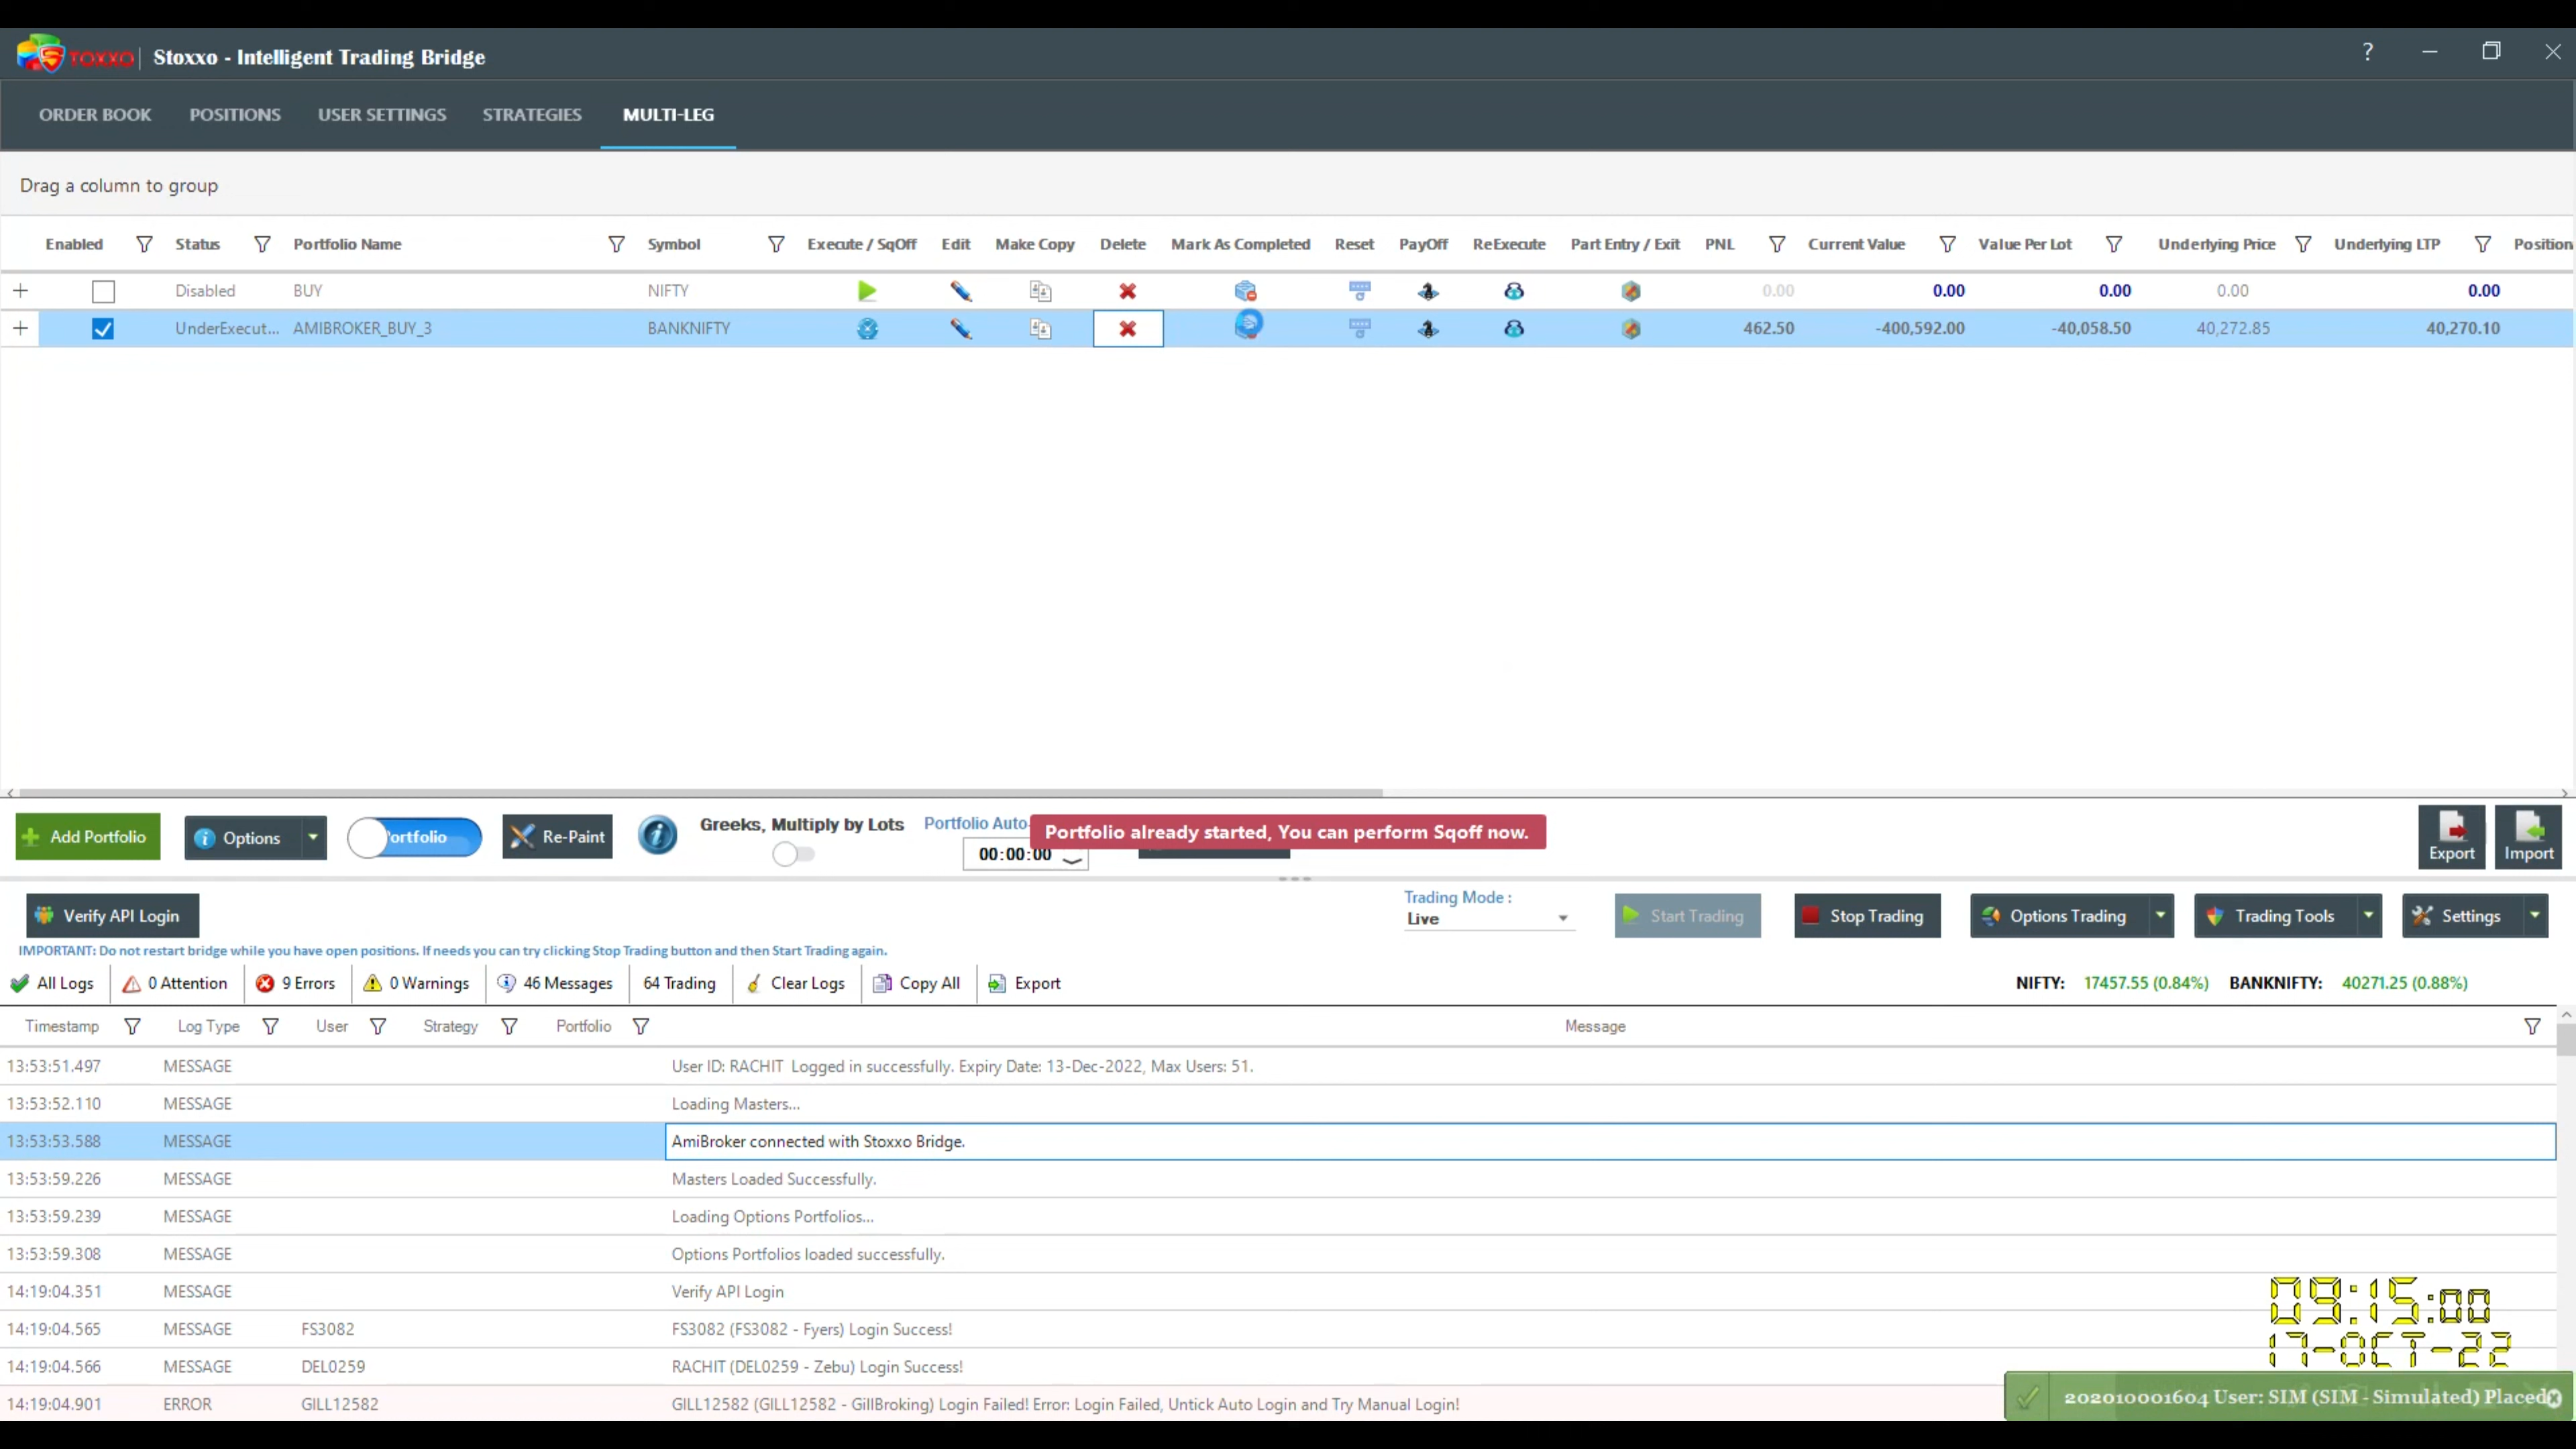 TOXXO Stoxxo - Intelligent Trading Bridge ?
ORDER BOOK POSITIONS USER SETTINGS STRATEGIES MULTI-LEG
Drag a column to group
Enabled Status Portfolio Name Symbol Execute / SqOff Edit Make Copy Delete Mark As Completed Reset PayOff ReExecute Part Entry / Exit PNL Current Value Value Per Lot Underlying Price Underlying LTP Position
Disabled BUY NIFTY 0.00 0.00 0.00 0.00 0.00
UnderExecut... AMIBROKER_BUY_3 BANKNIFTY 462.50 -400,592.00 -40,058.50 40,272.85 40,270.10
Add Portfolio Options ortfolio Re-Paint Greeks, Multiply by Lots Portfolio Auto 00:00:00 Portfolio already started, You can perform Sqoff now. Export Import
Verify API Login Trading Mode : Live Start Trading Stop Trading Options Trading Trading Tools Settings
IMPORTANT: Do not restart bridge while you have open positions. If needs you can try clicking Stop Trading button and then Start Trading again.
All Logs 0 Attention 9 Errors 0 Warnings 46 Messages 64 Trading Clear Logs Copy All Export NIFTY: 17457.55 (0.84%) BANKNIFTY: 40271.25 (0.88%)
Timestamp Log Type User Strategy Portfolio Message
13:53:51.497 MESSAGE User ID: RACHIT Logged in successfully. Expiry Date: 13-Dec-2022, Max Users: 51.
13:53:52.110 MESSAGE Loading Masters...
13:53:53.588 MESSAGE AmiBroker connected with Stoxxo Bridge.
13:53:59.226 MESSAGE Masters Loaded Successfully.
13:53:59.239 MESSAGE Loading Options Portfolios...
13:53:59.308 MESSAGE Options Portfolios loaded successfully.
14:19:04.351 MESSAGE Verify API Login
14:19:04.565 MESSAGE FS3082 FS3082 (FS3082 - Fyers) Login Success!
14:19:04.566 MESSAGE DEL0259 RACHIT (DEL0259 - Zebu) Login Success!
14:19:04.901 ERROR GILL12582 GILL12582 (GILL12582 - GillBroking) Login Failed! Error: Login Failed, Untick Auto Login and Try Manual Login!
09:15:00
17-OCT-22
202010001604 User: SIM (SIM - Simulated) Placed